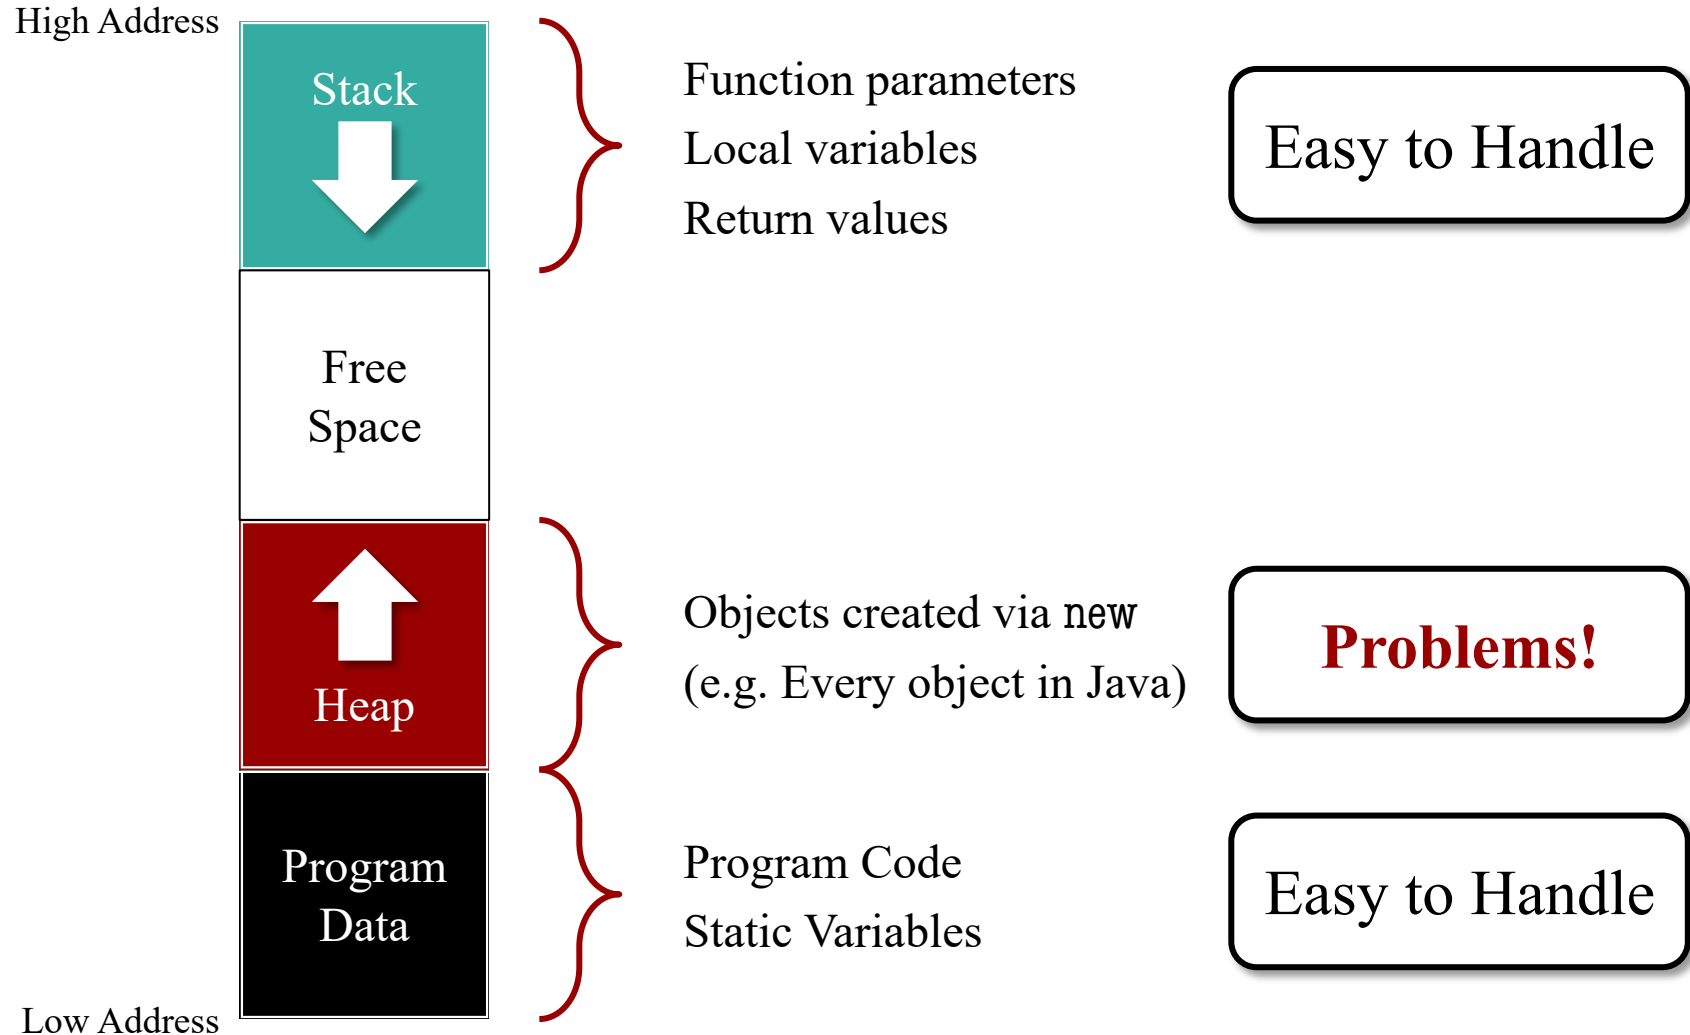 High Address
Stack
Function parameters
Local variables
Return values
Easy to Handle
Free
Space
Heap
Objects created via new
(e.g. Every object in Java)
Problems!
Program
Data
Program Code
Static Variables
Easy to Handle
Low Address